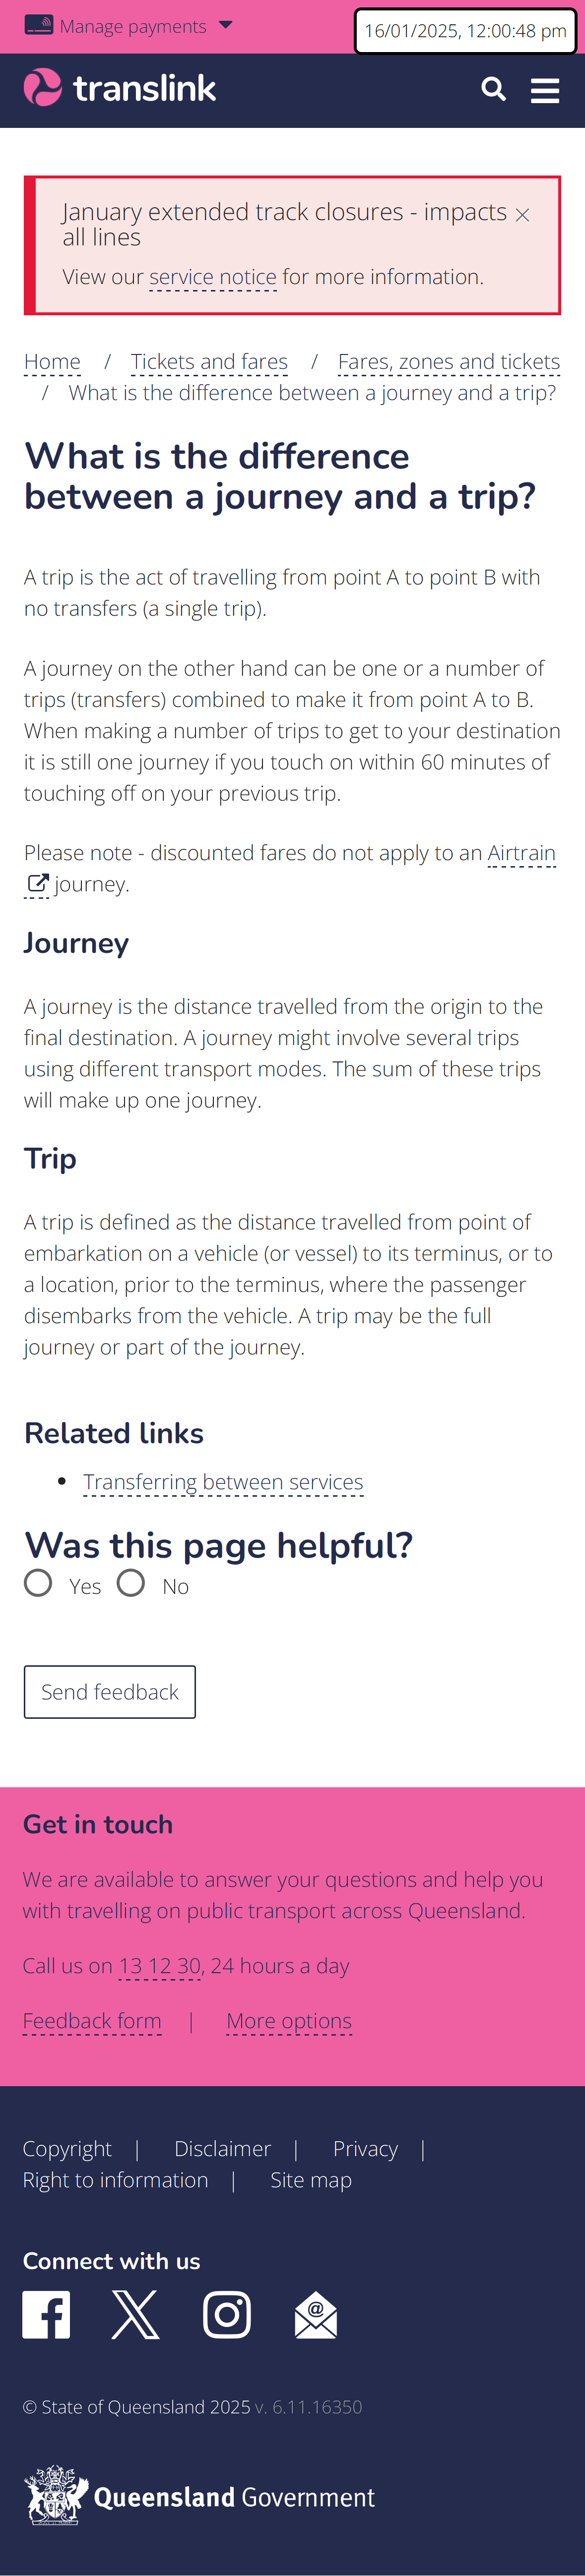 Manage payments
16/01/2025, 12:00:48 pm
translink
January extended track closures - impacts
all lines
View our service notice for more information.
Home / Tickets and fares / Fares, zones and tickets
/ What is the difference between a journey and a trip?
What is the difference
between a journey and a trip?
A trip is the act of travelling from point A to point B with
no transfers (a single trip).
A journey on the other hand can be one or a number of
trips (transfers) combined to make it from point A to B.
When making a number of trips to get to your destination
it is still one journey if you touch on within 60 minutes of
touching off on your previous trip.
Please note - discounted fares do not apply to an Airtrain
journey.
Journey
A journey is the distance travelled from the origin to the
final destination. A journey might involve several trips
using different transport modes. The sum of these trips
will make up one journey.
Trip
A trip is defined as the distance travelled from point of
embarkation on a vehicle (or vessel) to its terminus, or to
a location, prior to the terminus, where the passenger
disembarks from the vehicle. A trip may be the full
journey or part of the journey.
Related links
• Transferring between services
Was this page helpful?
Yes No
Send feedback
Get in touch
We are available to answer your questions and help you
with travelling on public transport across Queensland.
Call us on 13 12 30, 24 hours a day
Feedback form | More options
Copyright | Disclaimer | Privacy |
Right to information | Site map
Connect with us
© State of Queensland 2025 v. 6.11.16350
Queensland Government